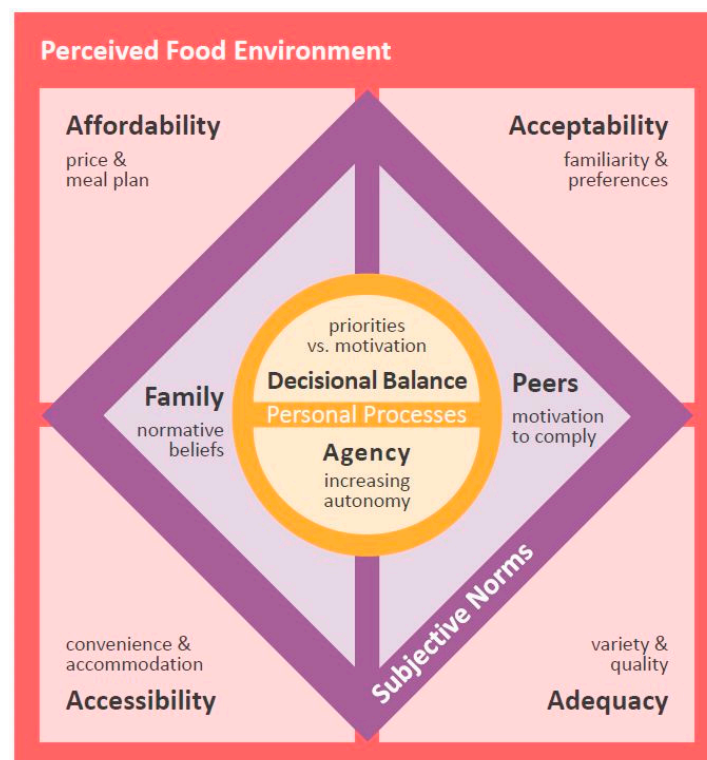 Perceived Food Environment
Affordability
price &
meal plan
Acceptability
familiarity &
preferences
priorities
vs. motivation
Decisional Balance
Personal Processes
Agency
increasing
autonomy
Family
normative
beliefs
Peers
motivation
to comply
Subjective Norms
convenience &
accommodation
Accessibility
variety &
quality
Adequacy